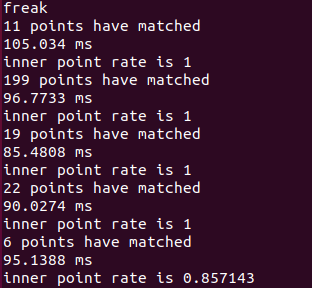 freak
11 points have matched
105.034 ms
inner point rate is 1
199 points have matched
96.7733 ms
inner point rate is 1
19 points have matched
85.4808 ms
inner point rate is 1
22 points have matched
90.0274 ms
inner point rate is 1
6 points have matched
95.1388 ms
inner point rate is 0.857143